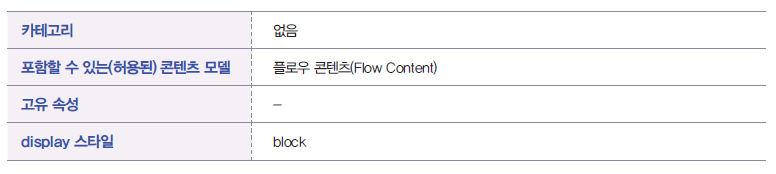 카테고리 없음
포함할 수 있는(허용된) 콘텐츠 모델 플로우 콘텐츠(Flow Content)
고유 속성 –
display 스타일 block